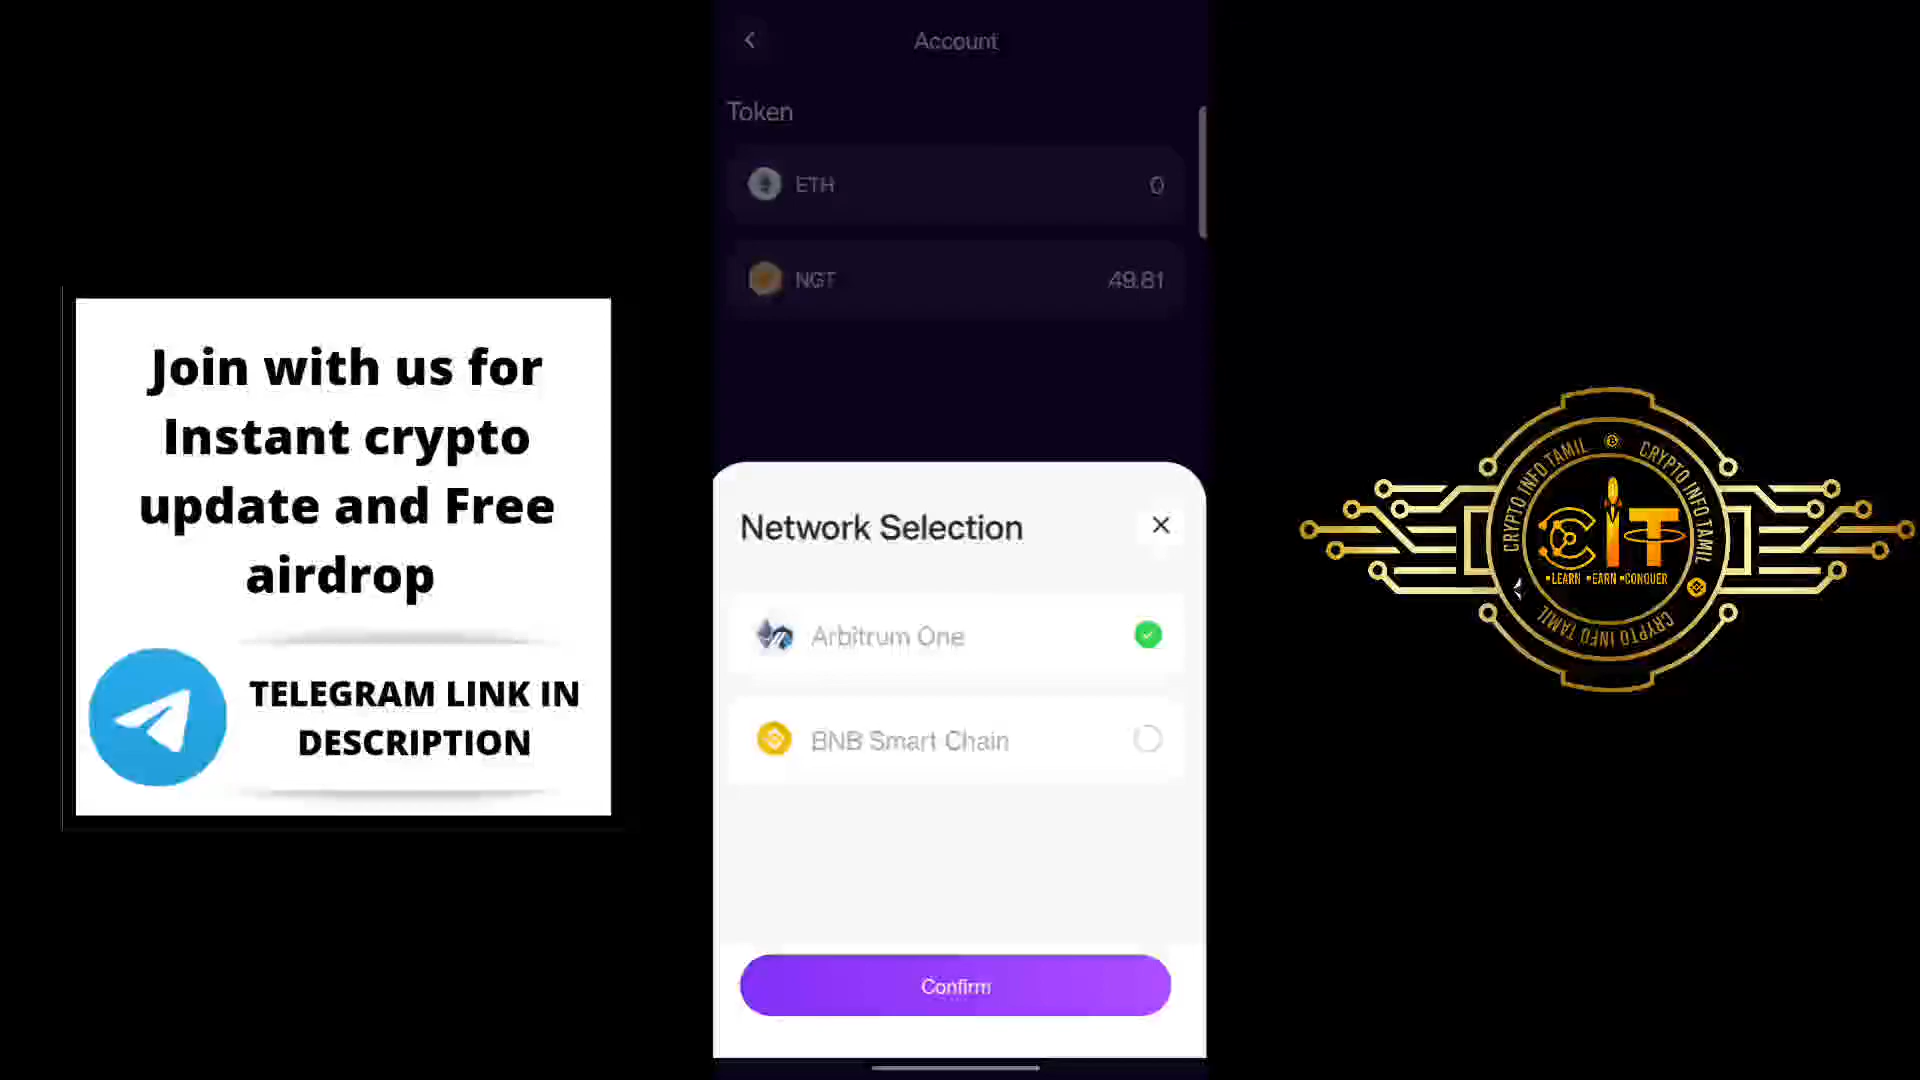 Join with us for
Instant crypto
update and Free
airdrop
TELEGRAM LINK IN
DESCRIPTION
Account
Token
ETH 0
NGT 49.81
Network Selection
Arbitrum One
BNB Smart Chain
Confirm
CRYPTO INFO TAMIL
CRYPTO INFO TAMIL
CIT
•LEARN •EARN •CONQUER
CRYPTO INFO TAMIL